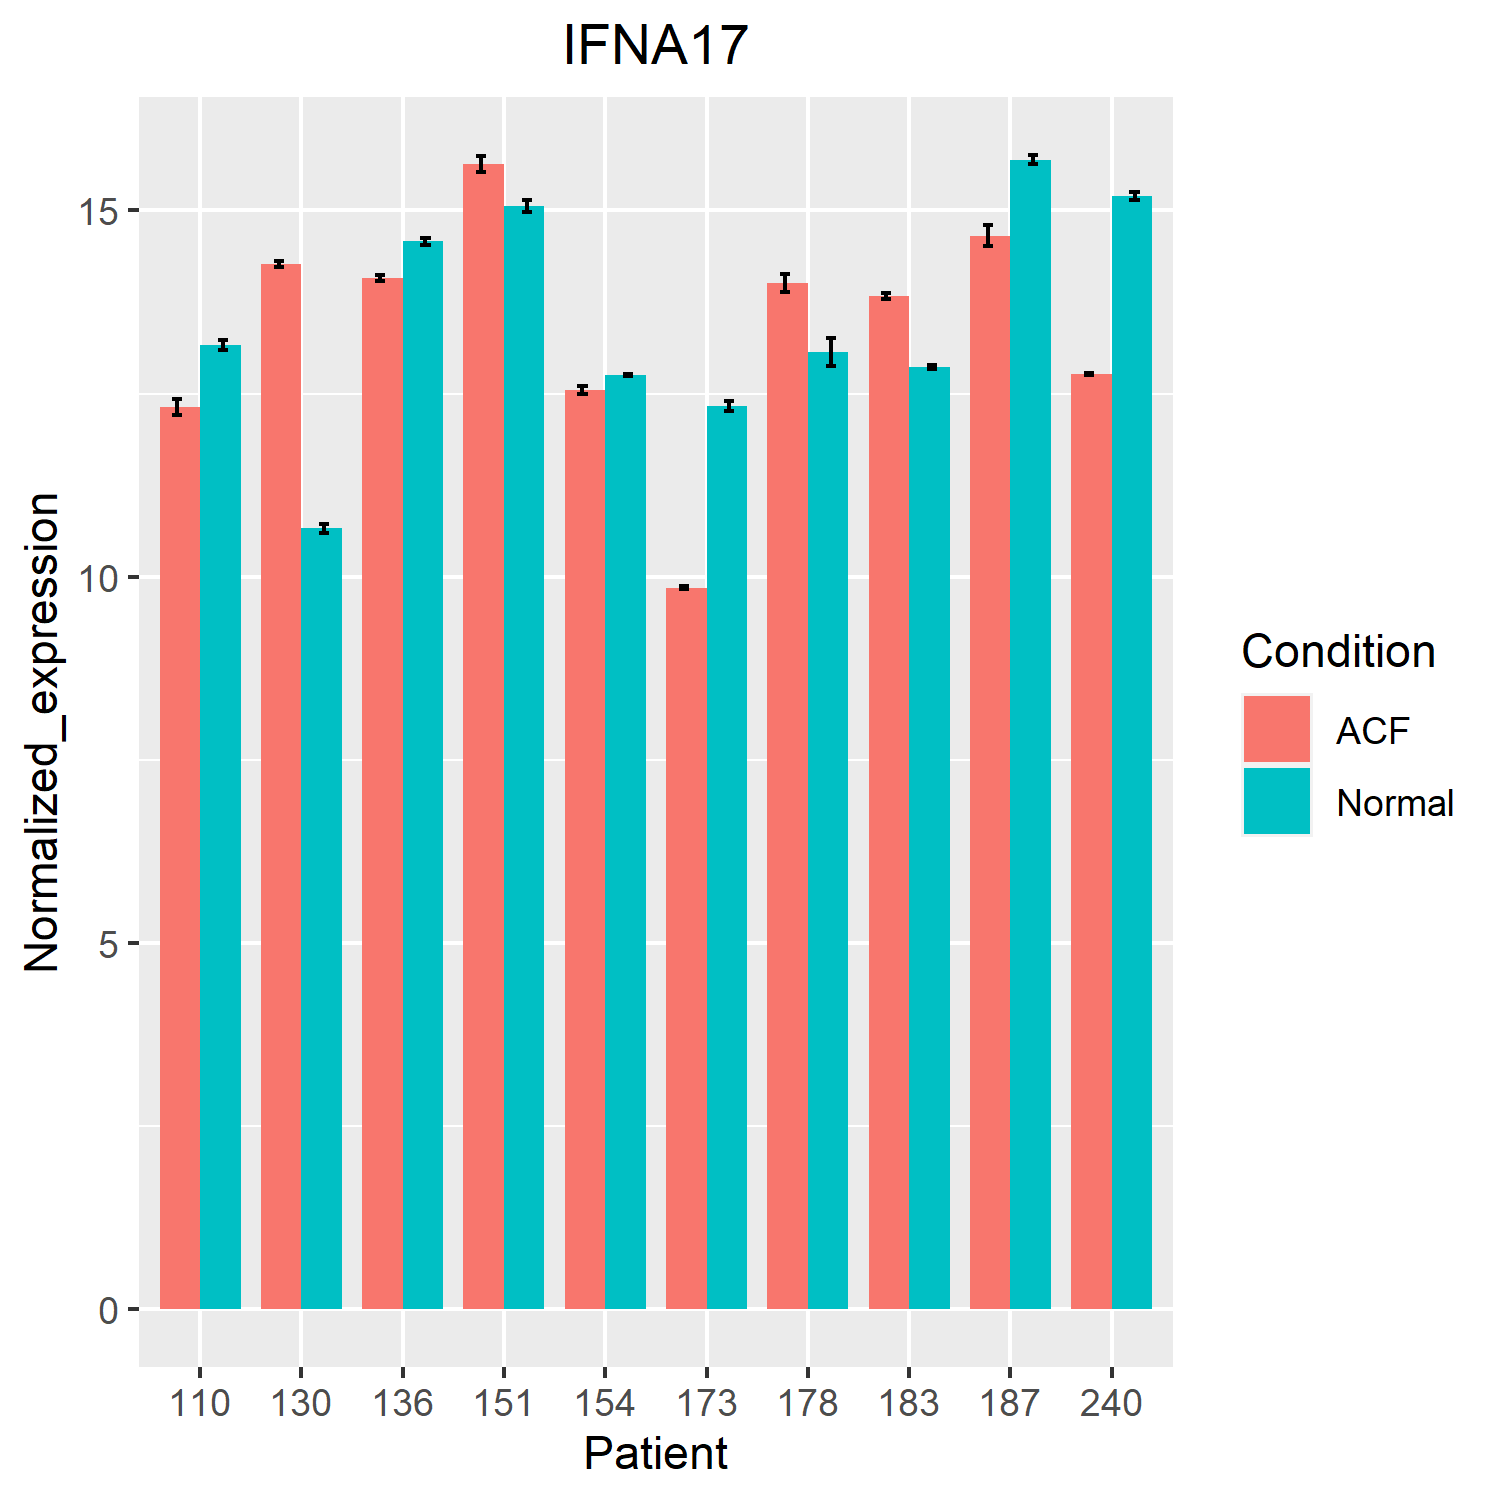 IFNA17
15
10
5
0
Normalized_expression
110 130 136 151 154 173 178 183 187 240
Patient
Condition
ACF
Normal